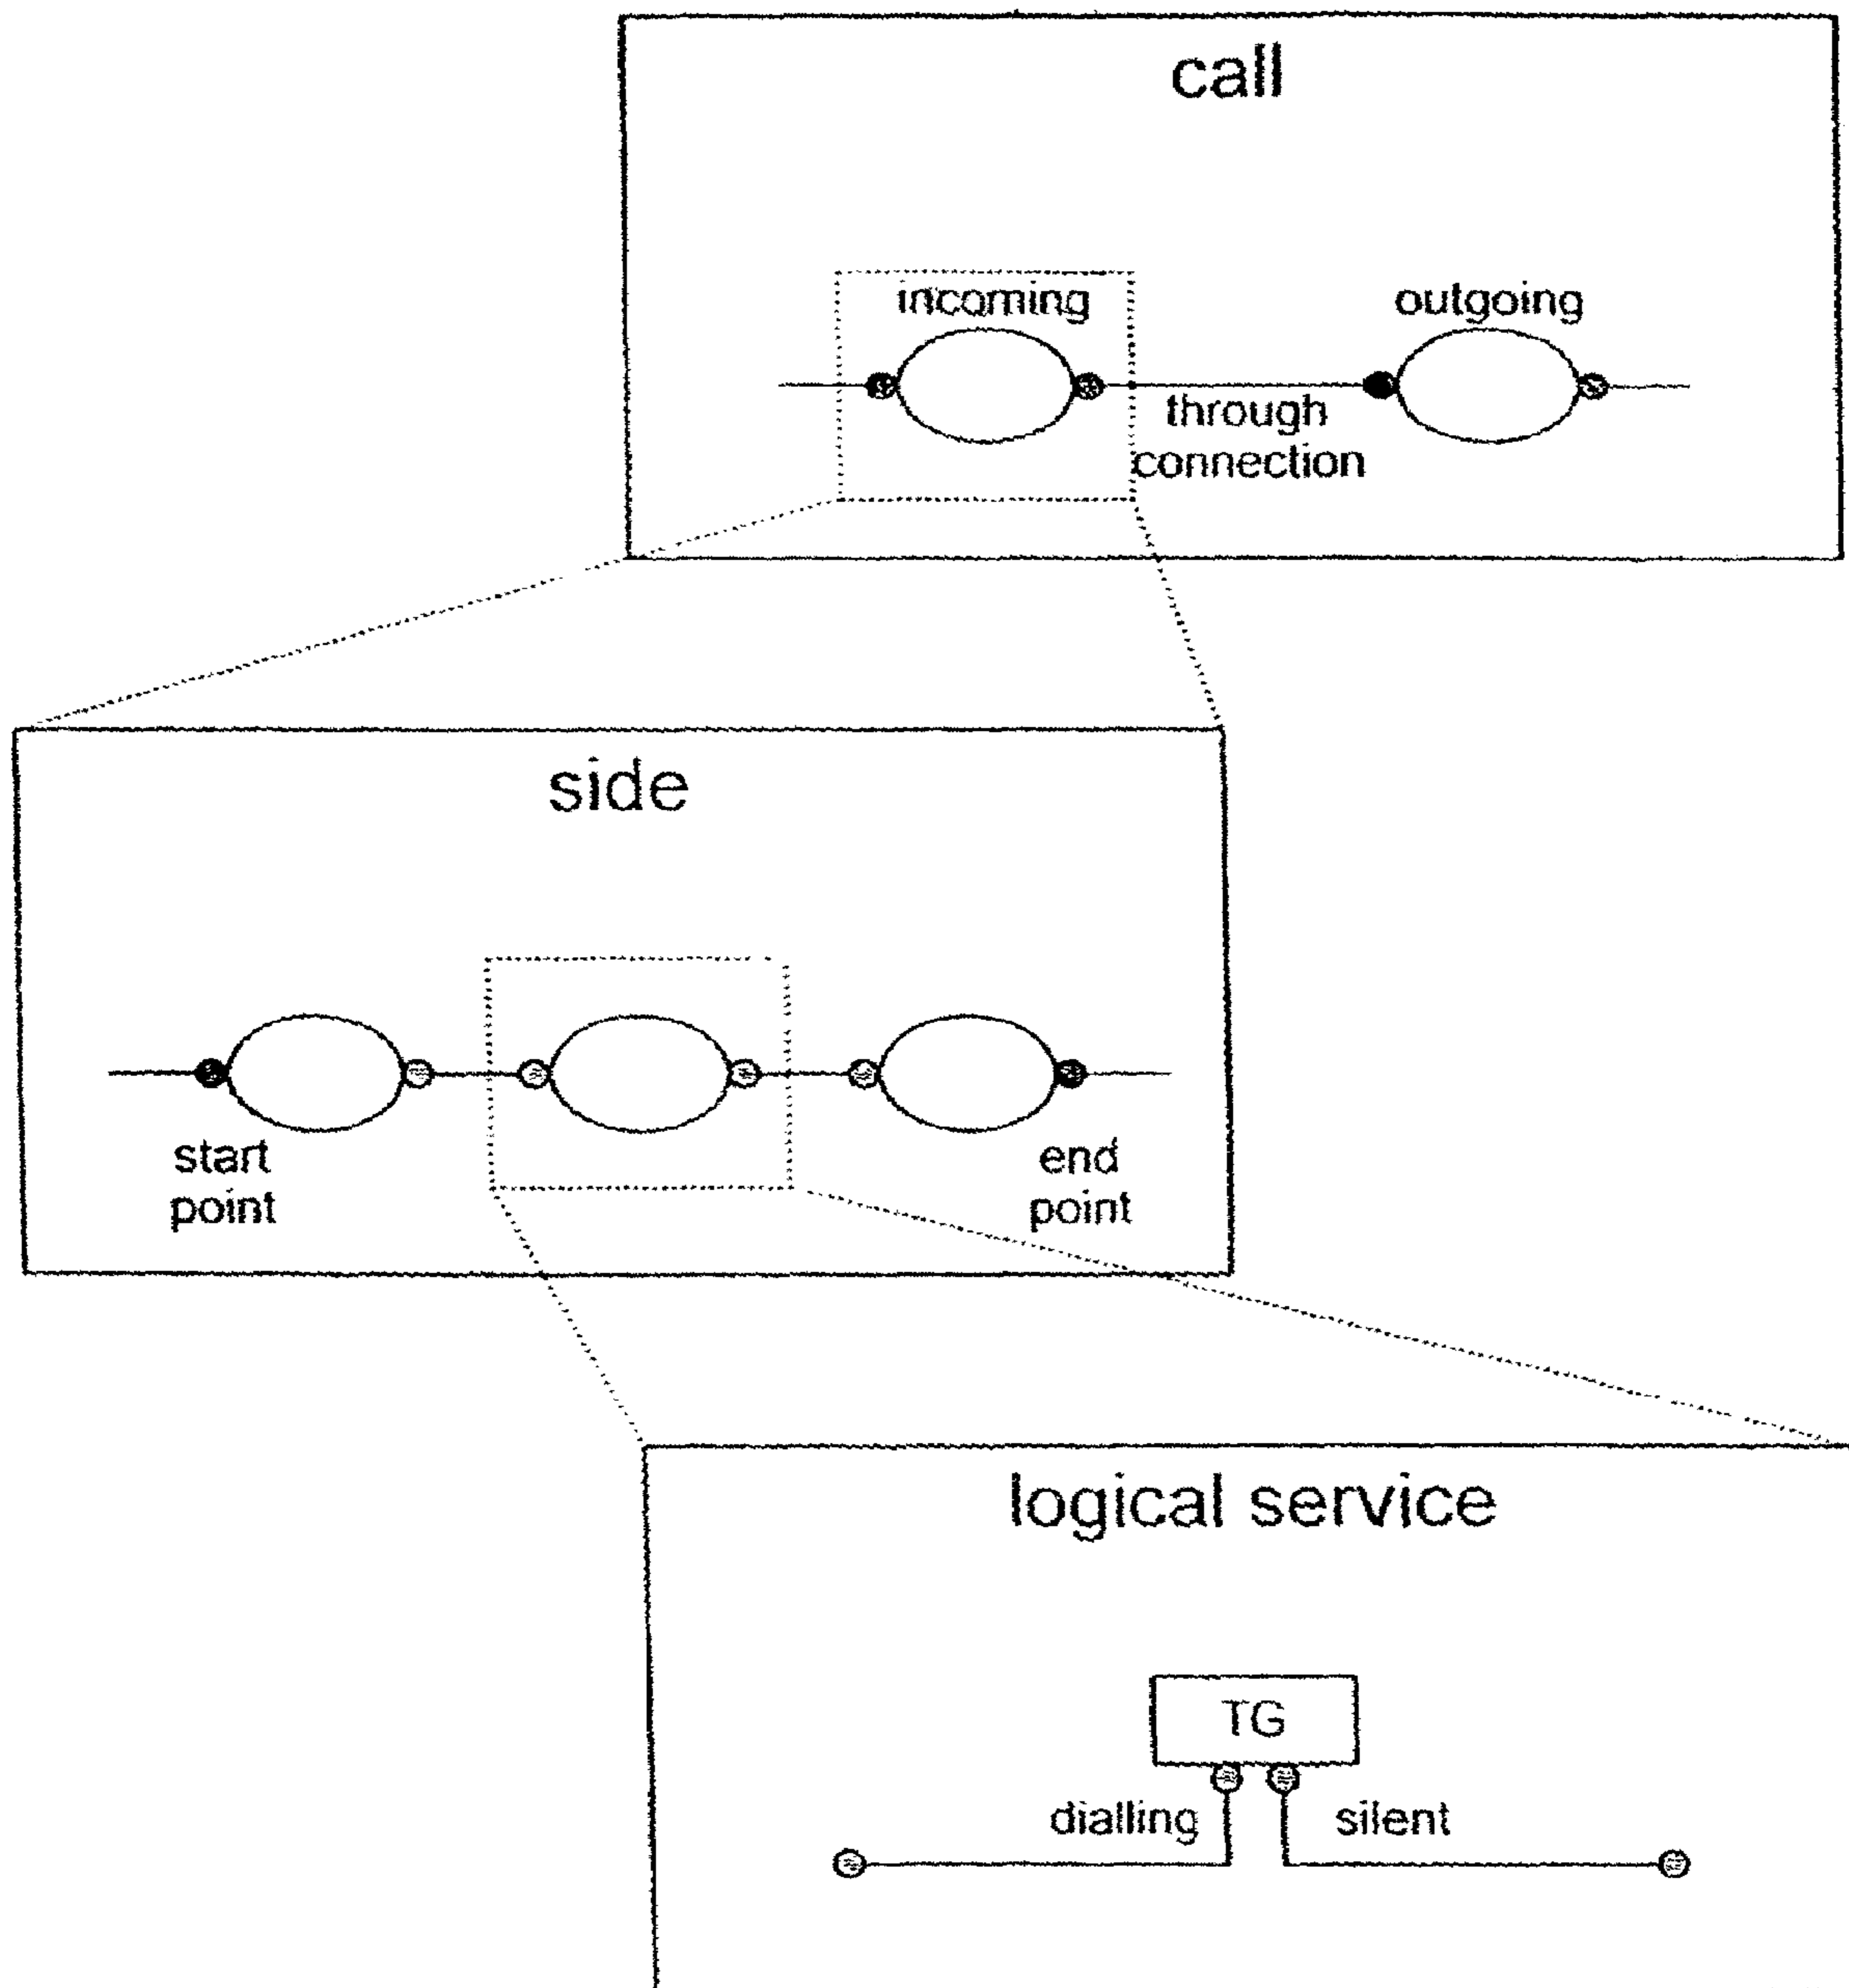 call
incoming
outgoing
through
connection
side
start
point
end
point
logical service
TG
dialling
silent